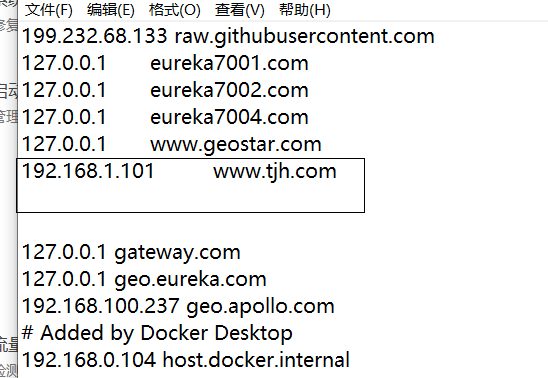 文件(F) 编辑(E) 格式(O) 查看(V) 帮助(H)
199.232.68.133 raw.githubusercontent.com
127.0.0.1 eureka7001.com
127.0.0.1 eureka7002.com
127.0.0.1 eureka7004.com
127.0.0.1 www.geostar.com
192.168.1.101 www.tjh.com
127.0.0.1 gateway.com
127.0.0.1 geo.eureka.com
192.168.100.237 geo.apollo.com
# Added by Docker Desktop
192.168.0.104 host.docker.internal